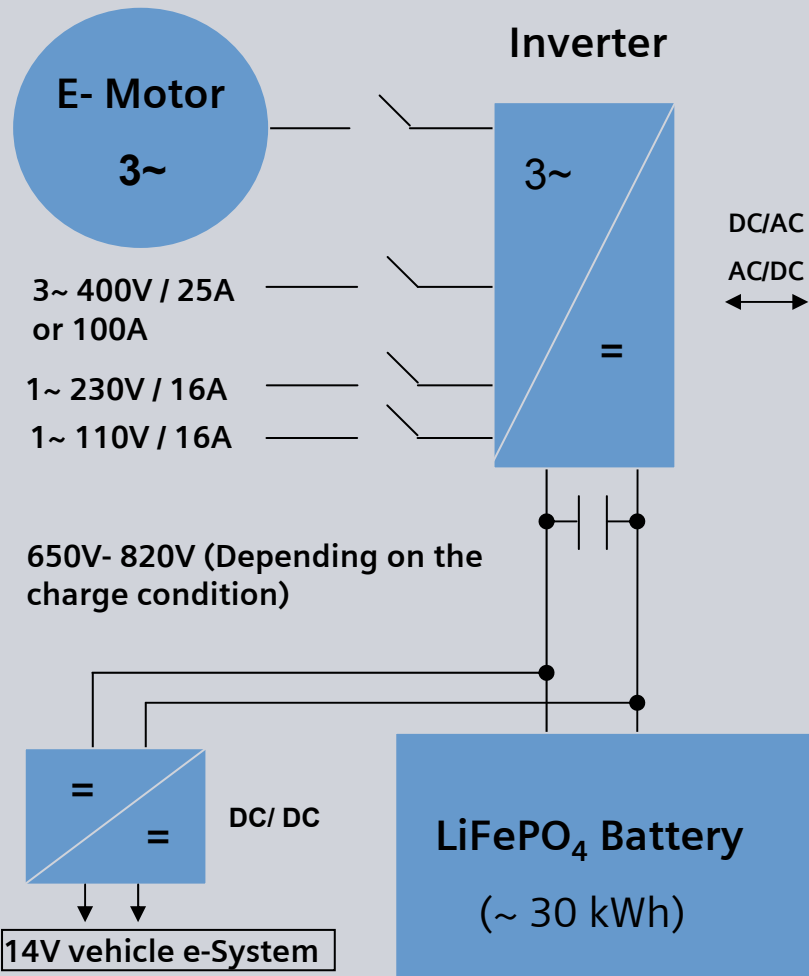 Inverter
E- Motor
3~
3~
DC/AC
AC/DC
3~ 400V / 25A
or 100A
=
1~ 230V / 16A
1~ 110V / 16A
650V- 820V (Depending on the
charge condition)
=
=
DC/ DC
LiFePO₄ Battery
(~ 30 kWh)
14V vehicle e-System